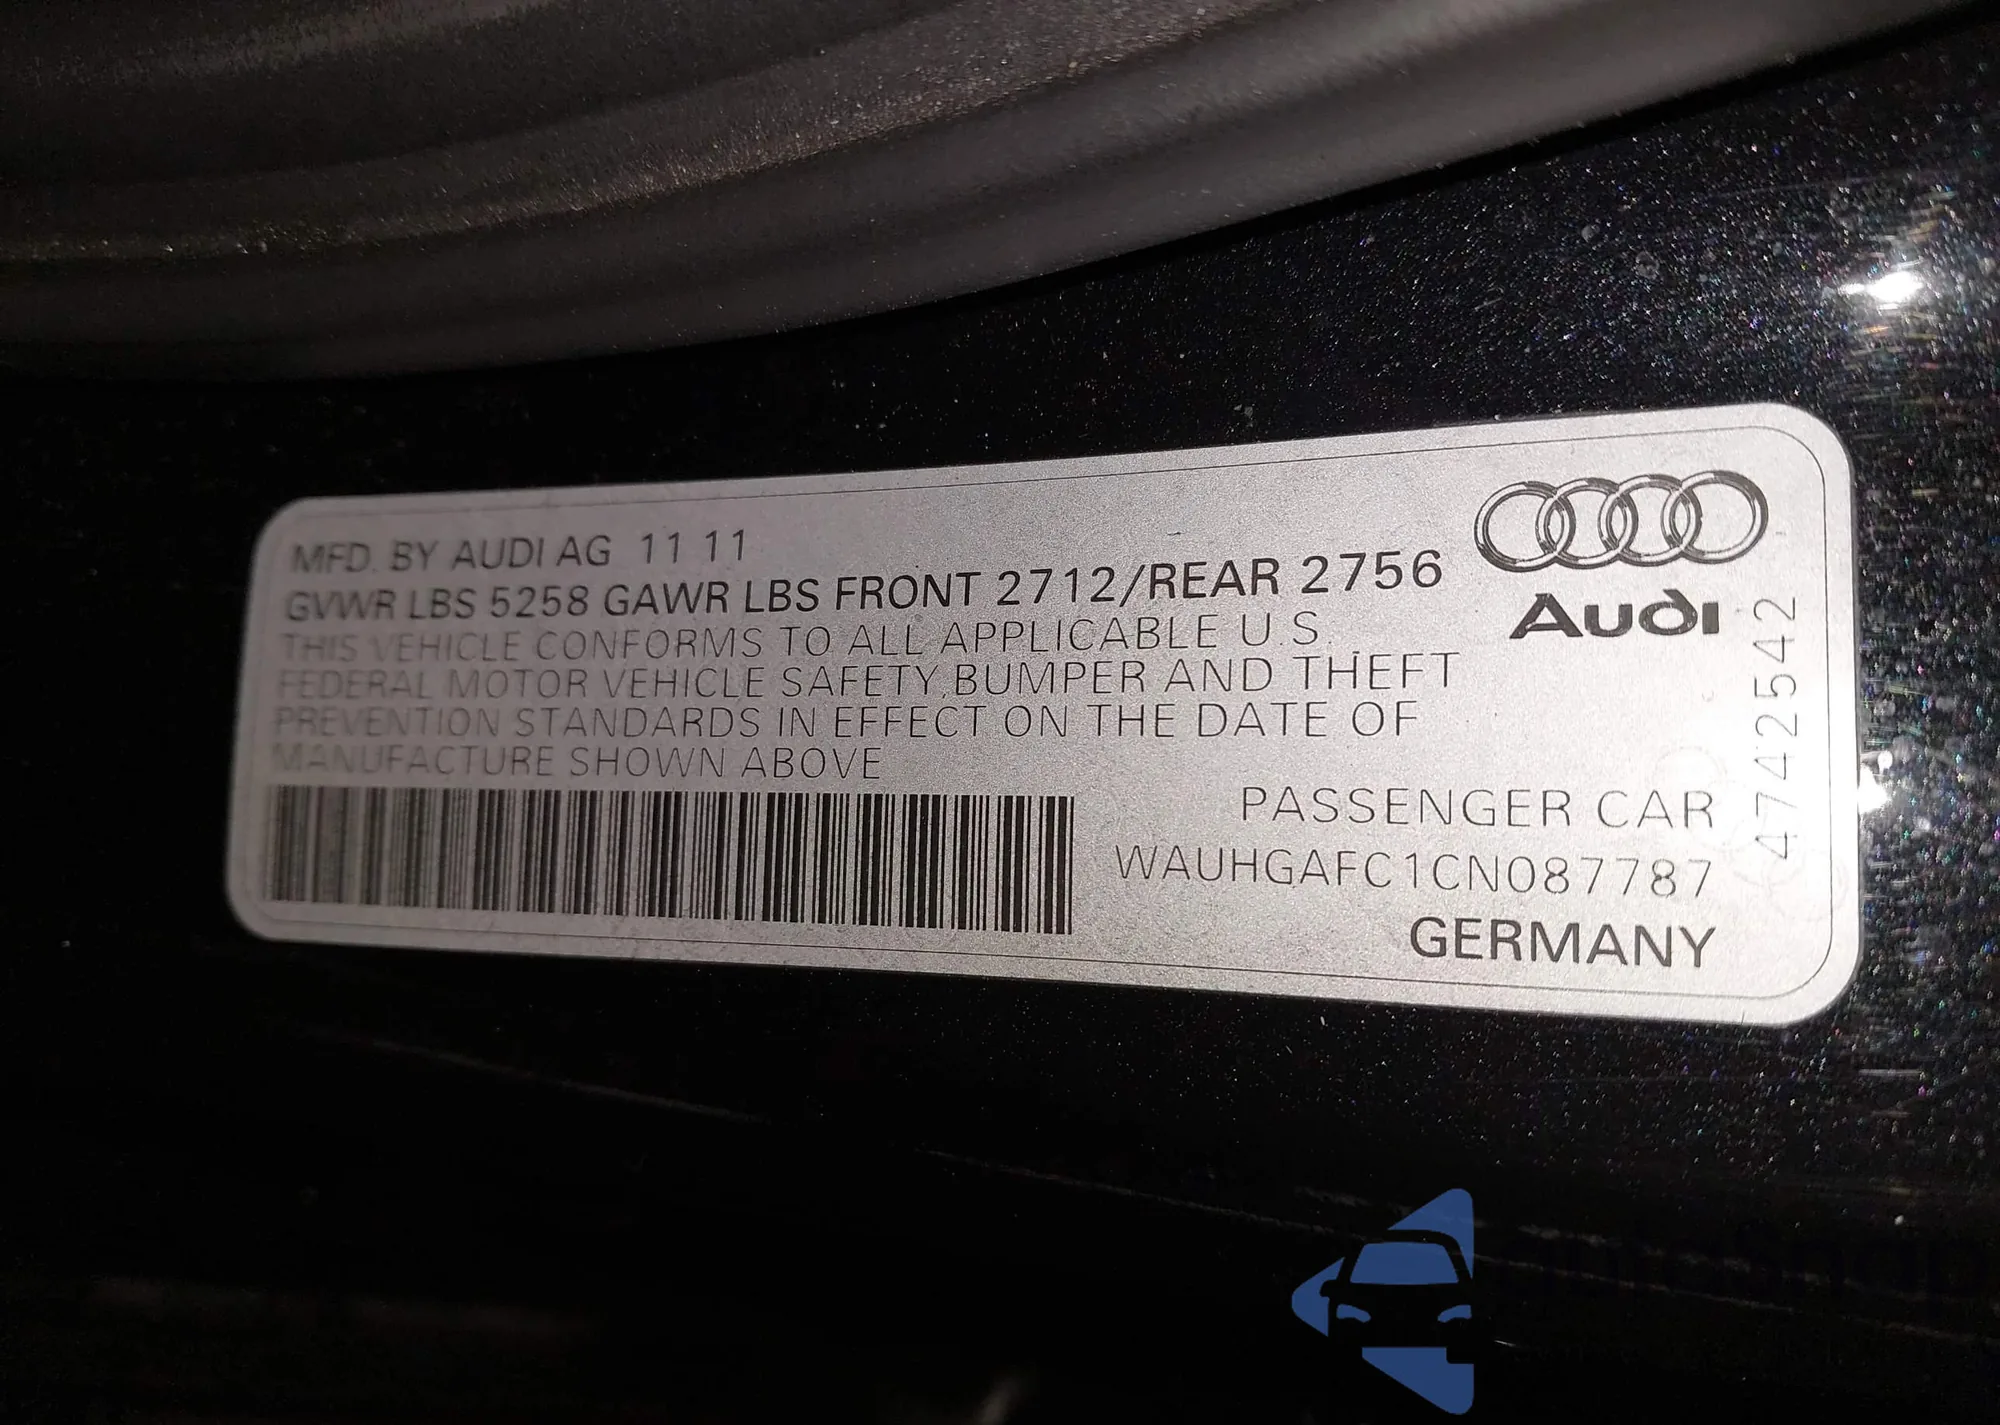 MFD. BY AUDI AG 11 11
GVWR LBS 5258 GAWR LBS FRONT 2712/REAR 2756
THIS VEHICLE CONFORMS TO ALL APPLICABLE U.S.
FEDERAL MOTOR VEHICLE SAFETY,BUMPER AND THEFT
PREVENTION STANDARDS IN EFFECT ON THE DATE OF
MANUFACTURE SHOWN ABOVE
Audi
47442542
PASSENGER CAR
WAUHGAFC1CN087787
GERMANY